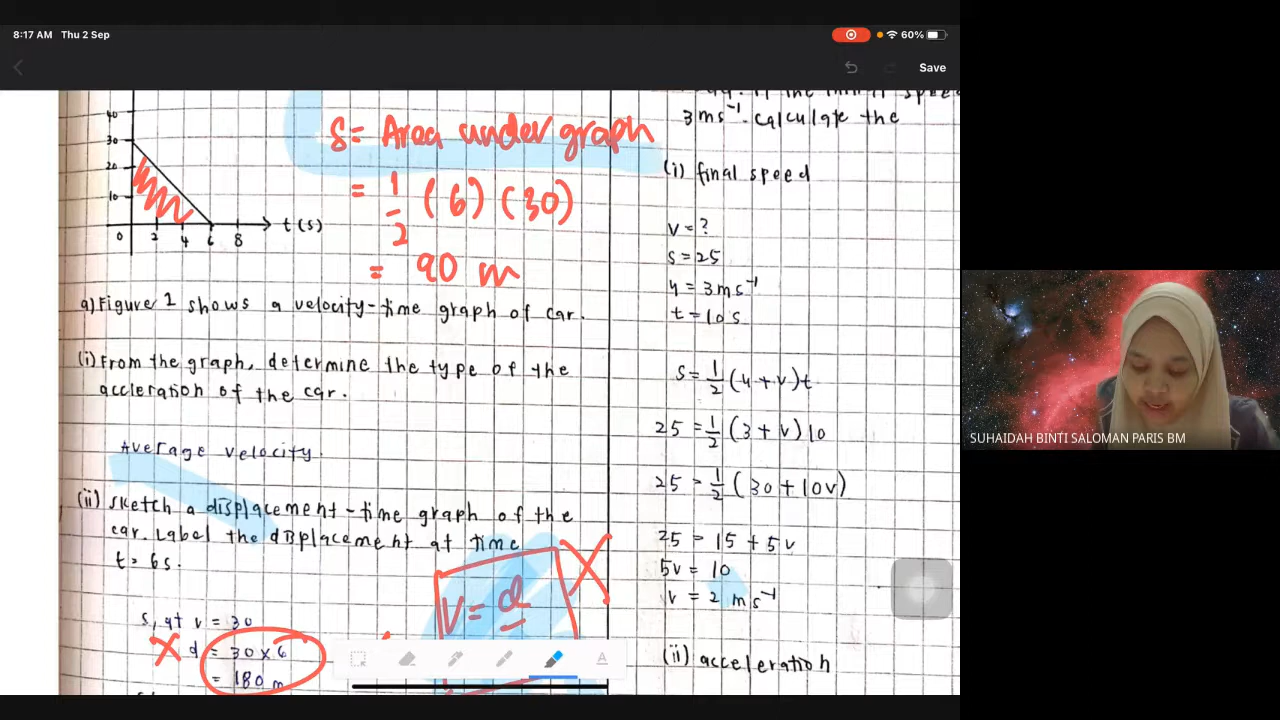 8:17 AM Thu 2 Sep
60%
Save
40
30
20
10
0 2 4 6 8
t (s)
S = Area under graph
= 1/2 (6) (30)
= 90 m
a) Figure 1 shows a velocity-time graph of car.
(i) From the graph, determine the type of the
accleration of the car.
Average velocity.
(ii) sketch a displacement-time graph of the
car. Label the displacement at time
t = 6s.
S, at v = 30
d = 30 x 6
= 180 m
V = d
X
X
3 ms⁻¹. calculate the
(i) final speed
v = ?
s = 25
u = 3 ms⁻¹
t = 10 s
s = 1/2 (u + v) t
25 = 1/2 (3 + v) 10
25 = 1/2 (30 + 10v)
25 = 15 + 5v
5v = 10
v = 2 ms⁻¹
(ii) acceleration
A
SUHAIDAH BINTI SALOMAN PARIS BM